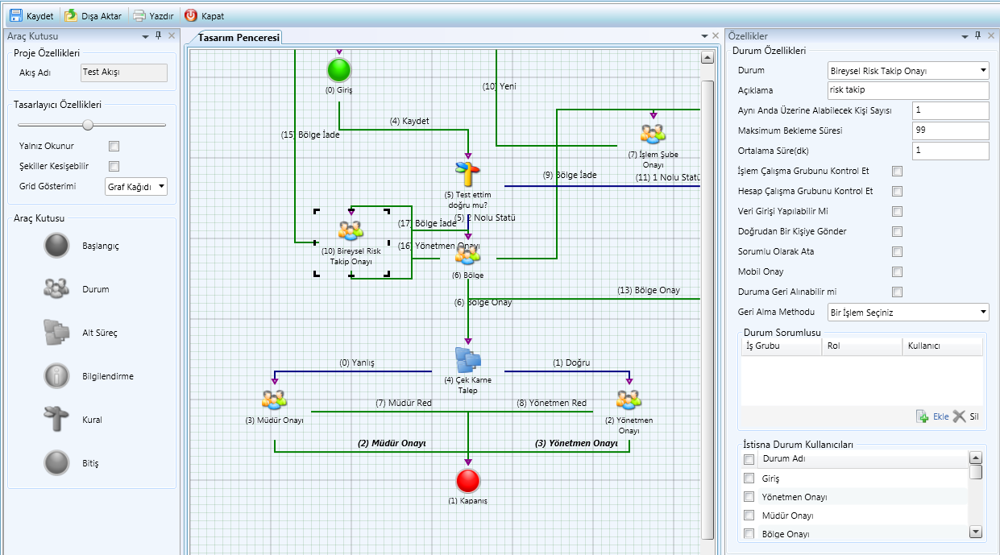 Kaydet Dışa Aktar Yazdır Kapat
Araç Kutusu
Proje Özellikleri
Akış Adı Test Akışı
Tasarlayıcı Özellikleri
Yalnız Okunur
Şekiller Kesişebilir
Grid Gösterimi Graf Kağıdı
Araç Kutusu
Başlangıç
Durum
Alt Süreç
Bilgilendirme
Kural
Bitiş
Tasarım Penceresi
(0) Giriş
(10) Yeni
(4) Kaydet
(15) Bölge İade
(7) İşlem Şube
Onayı
(9) Bölge İade
(11) 1 Nolu Statü
(5) Test ettim
doğru mu?
(5) 2 Nolu Statü
(17) Bölge İade
(16) Yönetmen Onayı
(10) Bireysel Risk
Takip Onayı
(6) Bölge
(13) Bölge Onay
(6) Bölge Onay
(0) Yanlış
(1) Doğru
(4) Çek Karne
Talep
(7) Müdür Red
(8) Yönetmen Red
(3) Müdür Onayı
(2) Yönetmen
Onayı
(2) Müdür Onayı
(3) Yönetmen Onayı
(1) Kapanıs
Özellikler
Durum Özellikleri
Durum Bireysel Risk Takip Onayı
Açıklama risk takip
Aynı Anda Üzerine Alabilecek Kişi Sayısı 1
Maksimum Bekleme Süresi 99
Ortalama Süre(dk) 1
İşlem Çalışma Grubunu Kontrol Et
Hesap Çalışma Grubunu Kontrol Et
Veri Girişi Yapılabilir Mi
Doğrudan Bir Kişiye Gönder
Sorumlu Olarak Ata
Mobil Onay
Duruma Geri Alınabilir mi
Geri Alma Methodu Bir İşlem Seçiniz
Durum Sorumlusu
İş Grubu Rol Kullanıcı
Ekle Sil
İstisna Durum Kullanıcıları
Durum Adı
Giriş
Yönetmen Onayı
Müdür Onayı
Bölge Onayı